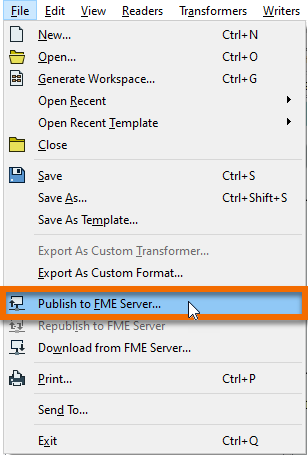 File Edit View Readers Transformers Writers
New... Ctrl+N
Open... Ctrl+O
Generate Workspace... Ctrl+G
Open Recent
Open Recent Template
Close
Save Ctrl+S
Save As... Ctrl+Shift+S
Save As Template...
Export As Custom Transformer...
Export As Custom Format...
Publish to FME Server...
Republish to FME Server
Download from FME Server...
Print... Ctrl+P
Send To...
Exit Ctrl+Q